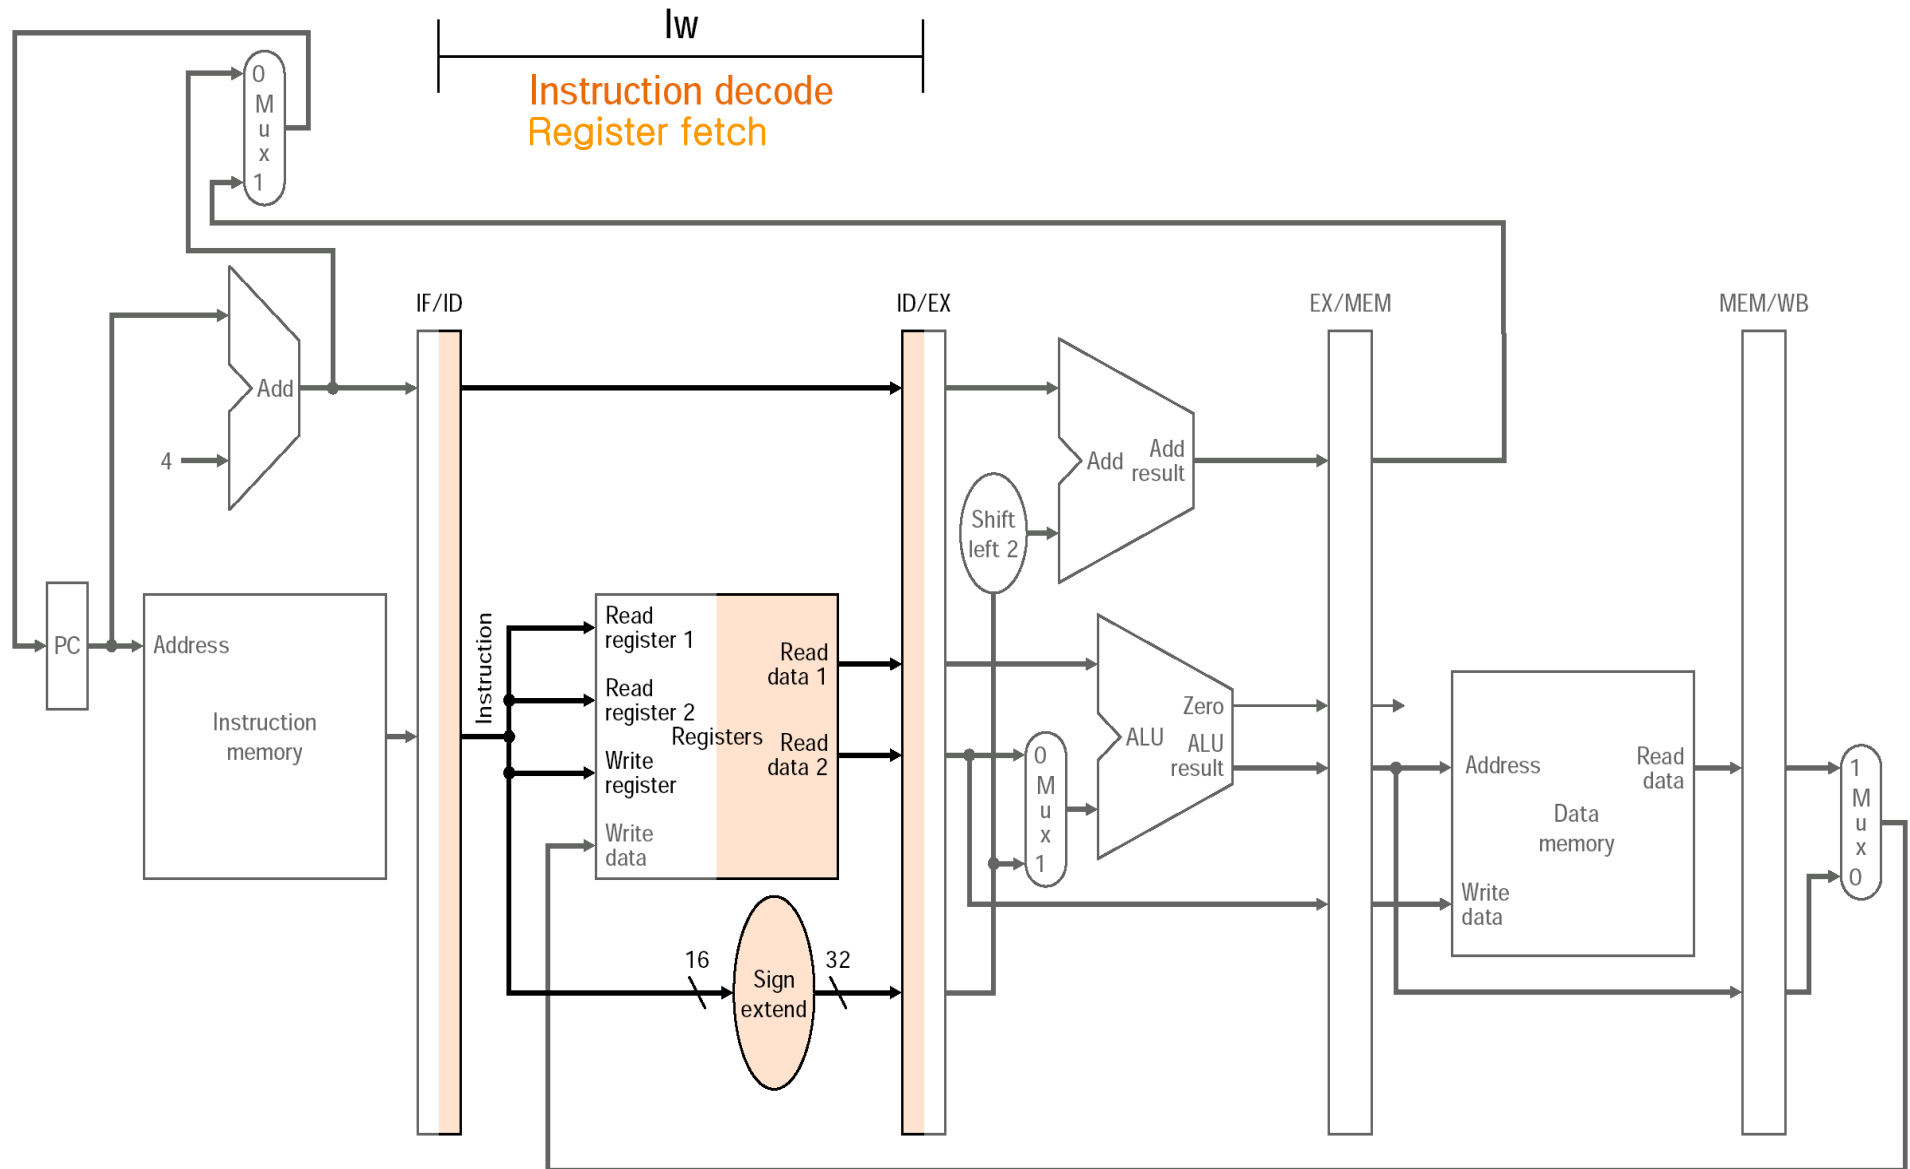 lw
Instruction decode
Register fetch
0
M
u
x
1
IF/ID
ID/EX
EX/MEM
MEM/WB
Add
4
Add
Add
result
Shift
left 2
PC
Address
Instruction
memory
Instruction
Read
register 1
Read
register 2
Write
register
Write
data
Registers
Read
data 1
Read
data 2
16
Sign
extend
32
0
M
u
x
1
Zero
ALU
ALU
result
Address
Read
data
Data
memory
Write
data
1
M
u
x
0